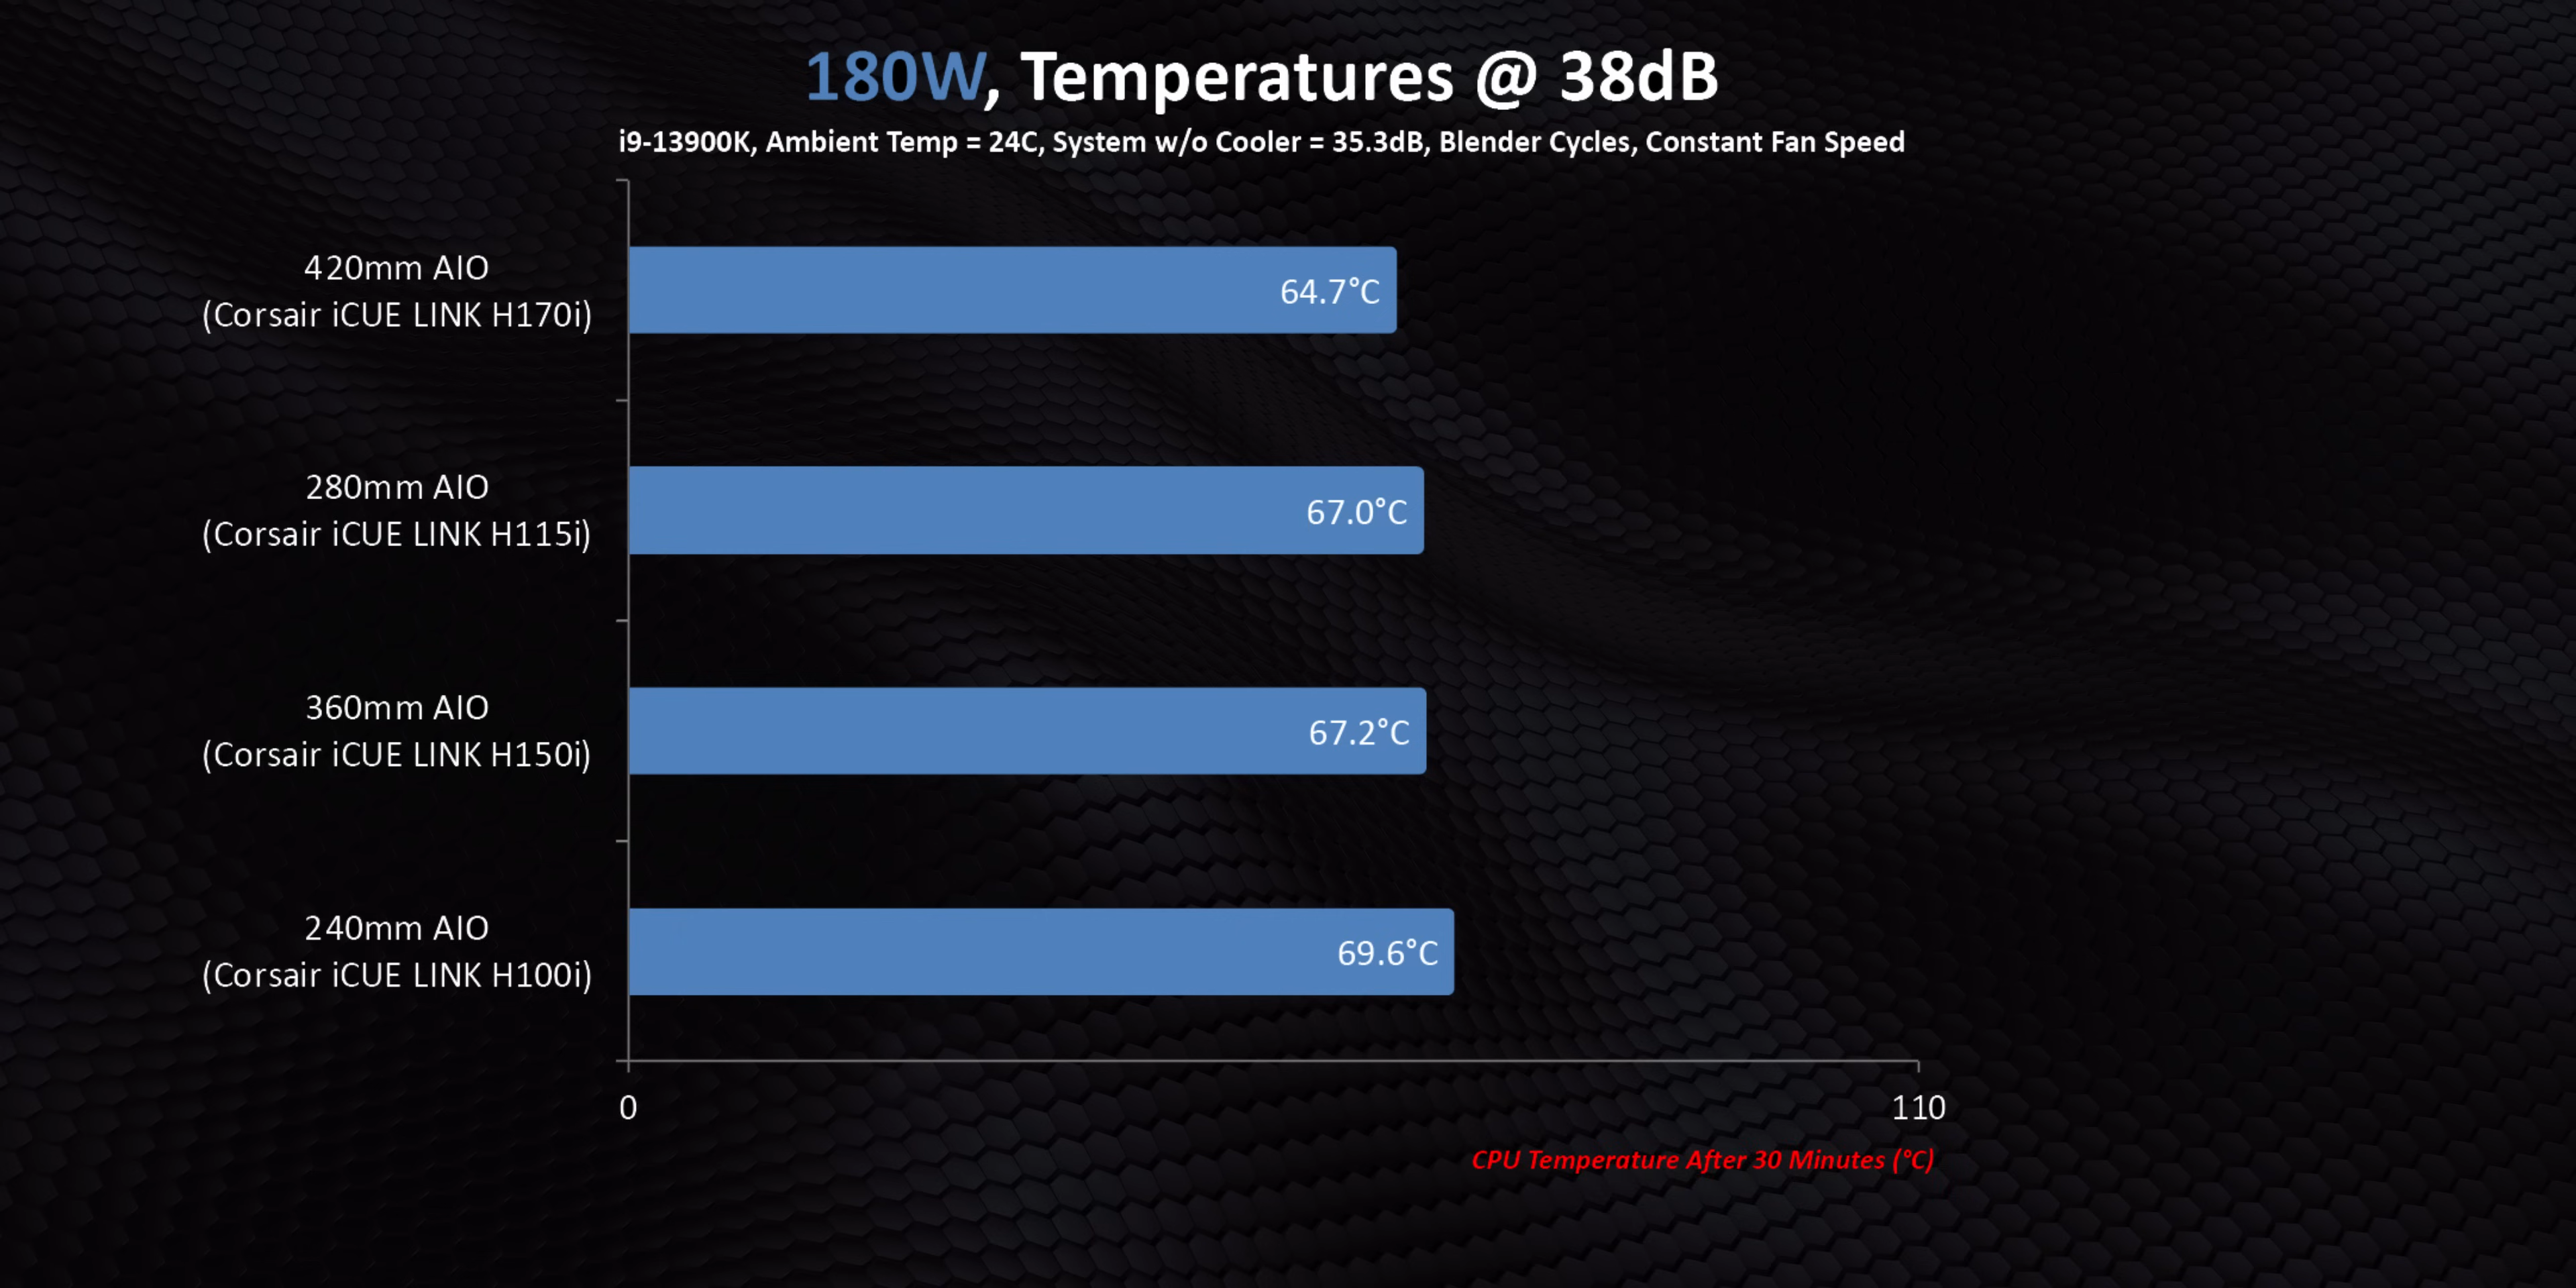 180W, Temperatures @ 38dB
i9-13900K, Ambient Temp = 24C, System w/o Cooler = 35.3dB, Blender Cycles, Constant Fan Speed
420mm AIO
(Corsair iCUE LINK H170i)
64.7°C
280mm AIO
(Corsair iCUE LINK H115i)
67.0°C
360mm AIO
(Corsair iCUE LINK H150i)
67.2°C
240mm AIO
(Corsair iCUE LINK H100i)
69.6°C
0
110
CPU Temperature After 30 Minutes (°C)